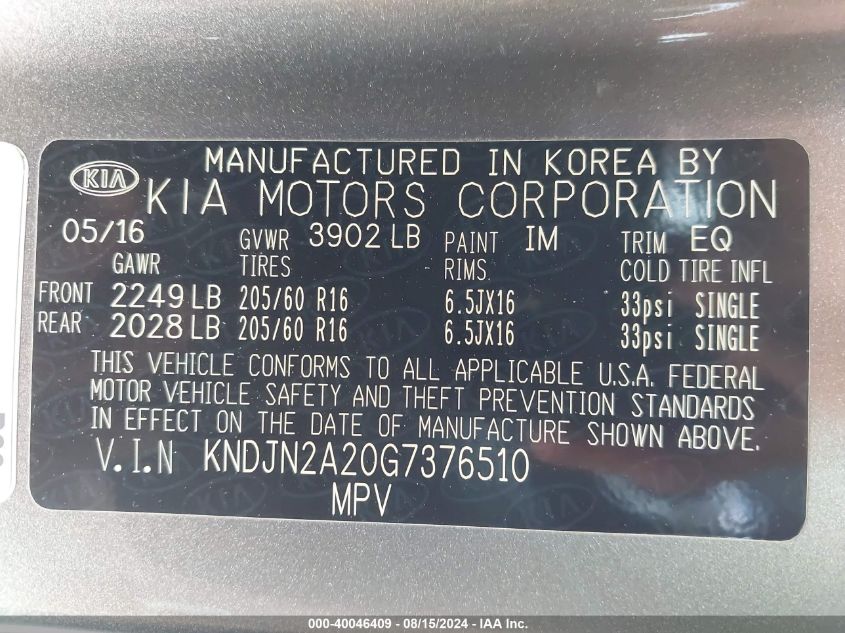 MANUFACTURED IN KOREA BY
KIA KIA MOTORS CORPORATION
05/16 GVWR 3902 LB PAINT IM TRIM EQ
GAWR TIRES RIMS. COLD TIRE INFL
FRONT 2249 LB 205/60 R16 6.5JX16 33psi SINGLE
REAR 2028 LB 205/60 R16 6.5JX16 33psi SINGLE
THIS VEHICLE CONFORMS TO ALL APPLICABLE U.S.A. FEDERAL
MOTOR VEHICLE SAFETY AND THEFT PREVENTION STANDARDS
IN EFFECT ON THE DATE OF MANUFACTURE SHOWN ABOVE.
V.I.N KNDJN2A20G7376510
MPV
000-40046409 - 08/15/2024 - IAA Inc.